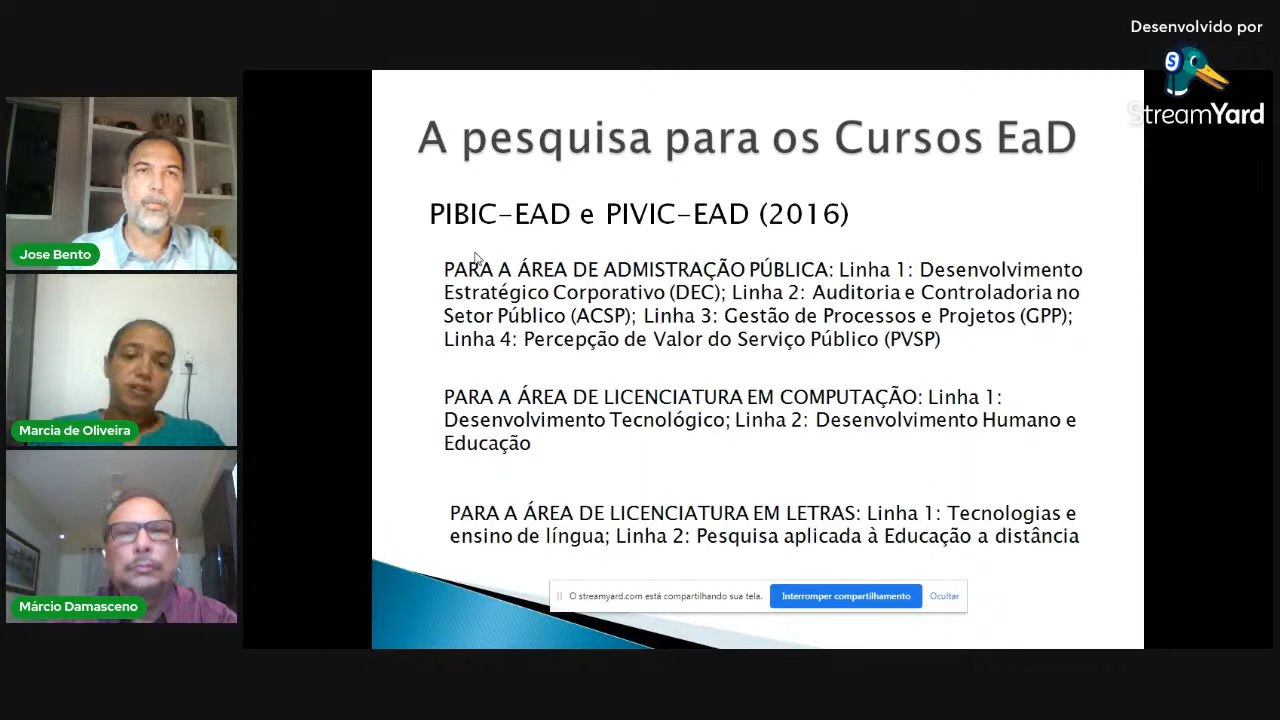 Desenvolvido por
StreamYard
A pesquisa para os Cursos EaD
PIBIC-EAD e PIVIC-EAD (2016)
PARA A ÁREA DE ADMISTRAÇÃO PÚBLICA: Linha 1: Desenvolvimento
Estratégico Corporativo (DEC); Linha 2: Auditoria e Controladoria no
Setor Público (ACSP); Linha 3: Gestão de Processos e Projetos (GPP);
Linha 4: Percepção de Valor do Serviço Público (PVSP)
PARA A ÁREA DE LICENCIATURA EM COMPUTAÇÃO: Linha 1:
Desenvolvimento Tecnológico; Linha 2: Desenvolvimento Humano e
Educação
PARA A ÁREA DE LICENCIATURA EM LETRAS: Linha 1: Tecnologias e
ensino de língua; Linha 2: Pesquisa aplicada à Educação a distância
O streamyard.com está compartilhando sua tela.
Interromper compartilhamento
Ocultar
Jose Bento
Marcia de Oliveira
Márcio Damasceno